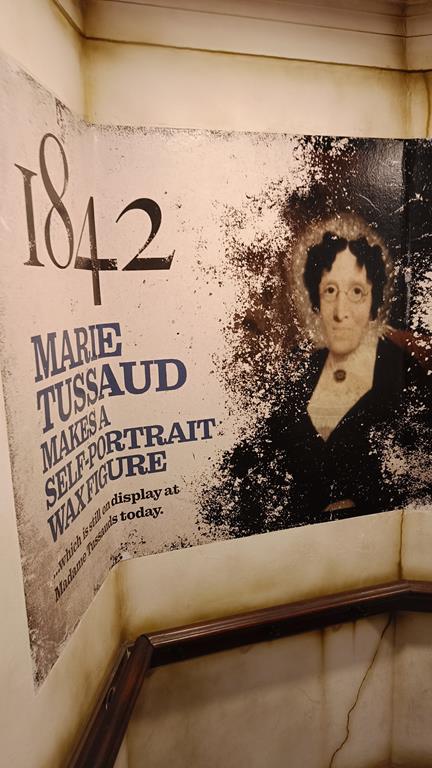 1842
MARIE
TUSSAUD
MAKES A
SELF-PORTRAIT
WAX FIGURE
...which is still on display at
Madame Tussauds today.